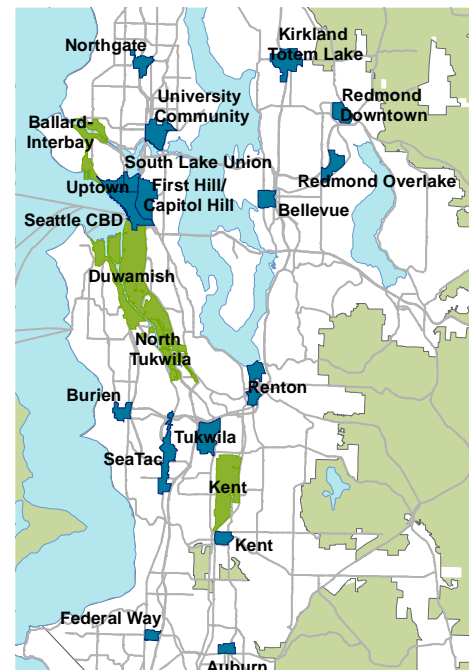 Kirkland
Totem Lake
Northgate
University
Community
Redmond
Downtown
Ballard-
Interbay
South Lake Union
Redmond Overlake
Uptown
First Hill/
Capitol Hill
Bellevue
Seattle CBD
Duwamish
North
Tukwila
Renton
Burien
Tukwila
SeaTac
Kent
Kent
Federal Way
Auburn